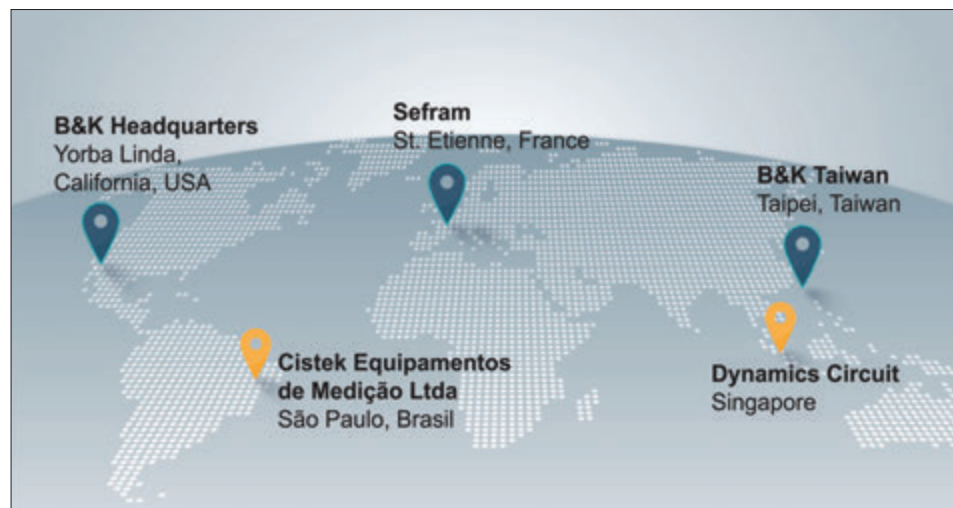 B&K Headquarters
Yorba Linda,
California, USA
Sefram
St. Etienne, France
B&K Taiwan
Taipei, Taiwan
Cistek Equipamentos
de Medição Ltda
São Paulo, Brasil
Dynamics Circuit
Singapore